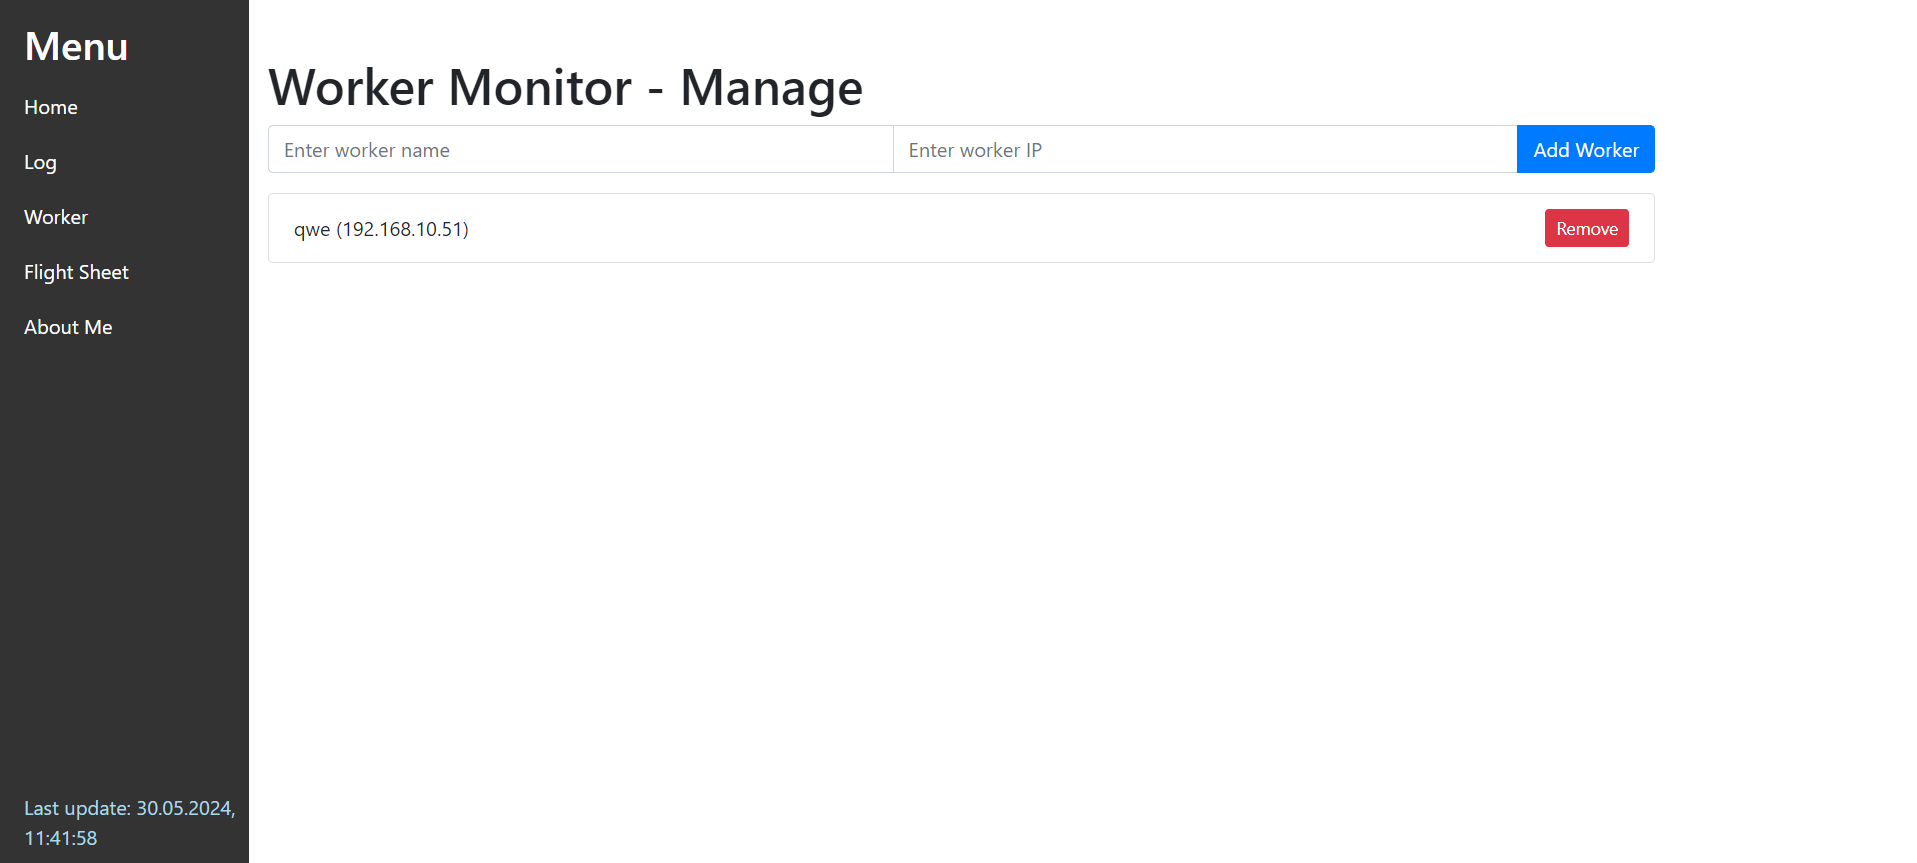 Menu
Home
Log
Worker
Flight Sheet
About Me
Last update: 30.05.2024,
11:41:58
Worker Monitor - Manage
Enter worker name
Enter worker IP
Add Worker
qwe (192.168.10.51)
Remove